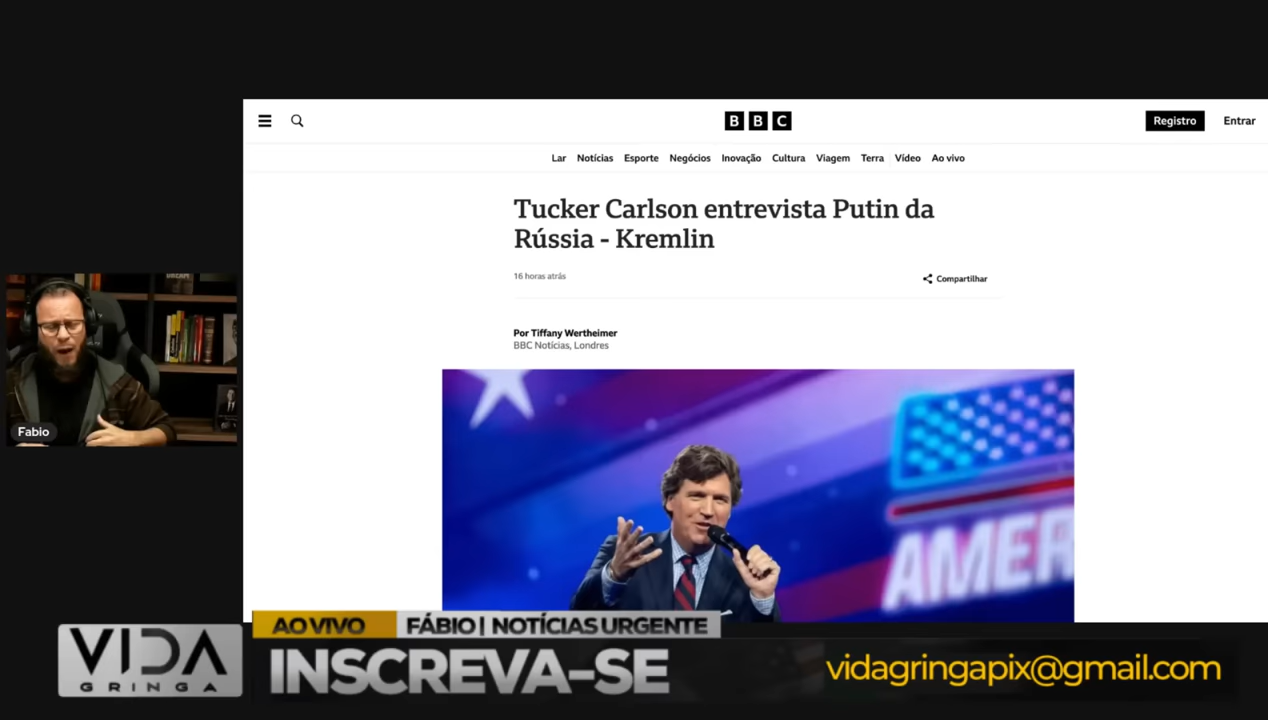 BBC
Registro
Entrar
Lar Notícias Esporte Negócios Inovação Cultura Viagem Terra Vídeo Ao vivo
Tucker Carlson entrevista Putin da
Rússia - Kremlin
16 horas atrás
Compartilhar
Por Tiffany Wertheimer
BBC Notícias, Londres
AMER
Fabio
AO VIVO
FÁBIO | NOTÍCIAS URGENTE
VIDA
GRINGA
INSCREVA-SE
vidagringapix@gmail.com